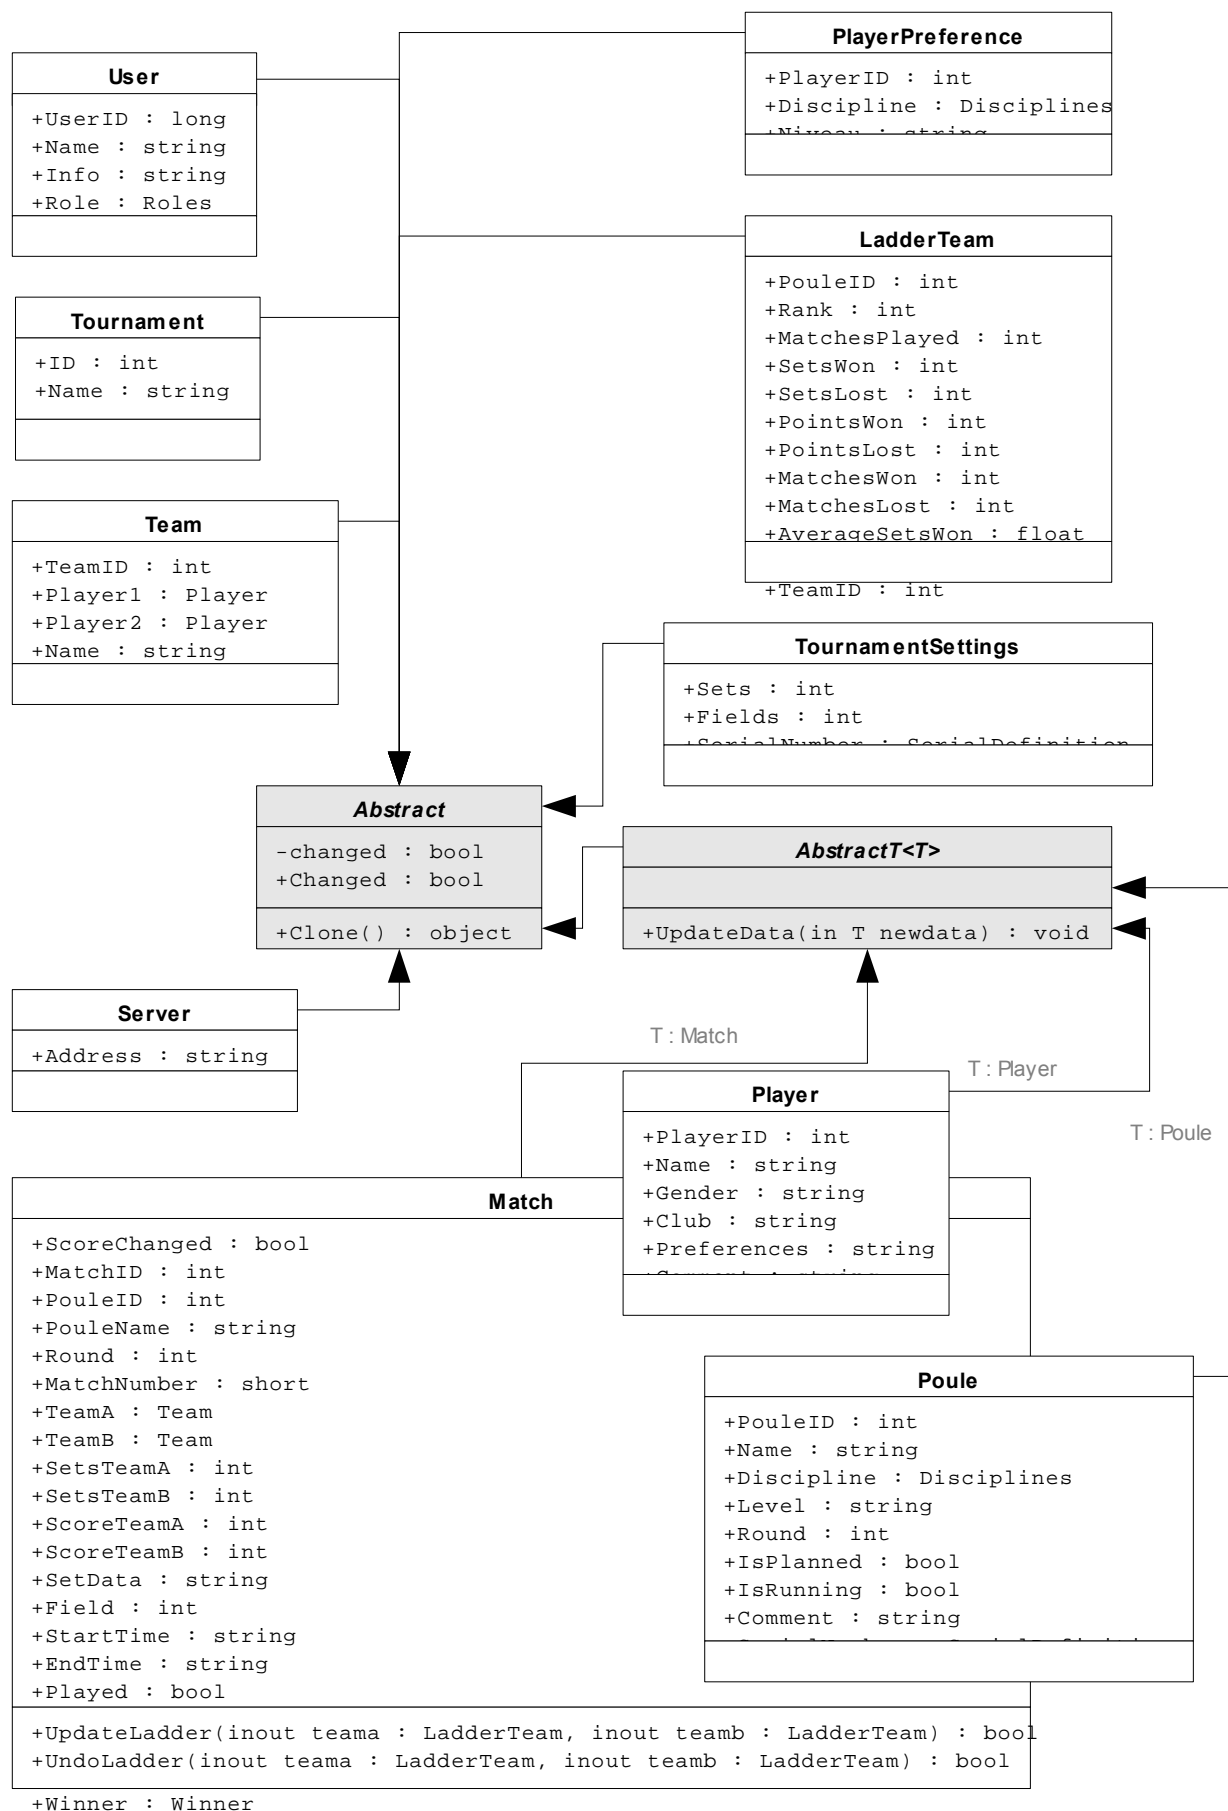 PlayerPreference
+PlayerID : int
+Discipline : Disciplines
+Niveau : string
User
+UserID : long
+Name : string
+Info : string
+Role : Roles
LadderTeam
+PouleID : int
+Rank : int
+MatchesPlayed : int
+SetsWon : int
+SetsLost : int
+PointsWon : int
+PointsLost : int
+MatchesWon : int
+MatchesLost : int
+AverageSetsWon : float
+TeamID : int
Tournament
+ID : int
+Name : string
Team
+TeamID : int
+Player1 : Player
+Player2 : Player
+Name : string
TournamentSettings
+Sets : int
+Fields : int
+SerialNumber : SerialDefinition
Abstract
-changed : bool
+Changed : bool
+Clone() : object
AbstractT<T>
+UpdateData(in T newdata) : void
Server
+Address : string
T : Match
T : Player
T : Poule
Player
+PlayerID : int
+Name : string
+Gender : string
+Club : string
+Preferences : string
+Comment : string
Match
+ScoreChanged : bool
+MatchID : int
+PouleID : int
+PouleName : string
+Round : int
+MatchNumber : short
+TeamA : Team
+TeamB : Team
+SetsTeamA : int
+SetsTeamB : int
+ScoreTeamA : int
+ScoreTeamB : int
+SetData : string
+Field : int
+StartTime : string
+EndTime : string
+Played : bool
+UpdateLadder(inout teama : LadderTeam, inout teamb : LadderTeam) : bool
+UndoLadder(inout teama : LadderTeam, inout teamb : LadderTeam) : bool
+Winner : Winner
Poule
+PouleID : int
+Name : string
+Discipline : Disciplines
+Level : string
+Round : int
+IsPlanned : bool
+IsRunning : bool
+Comment : string